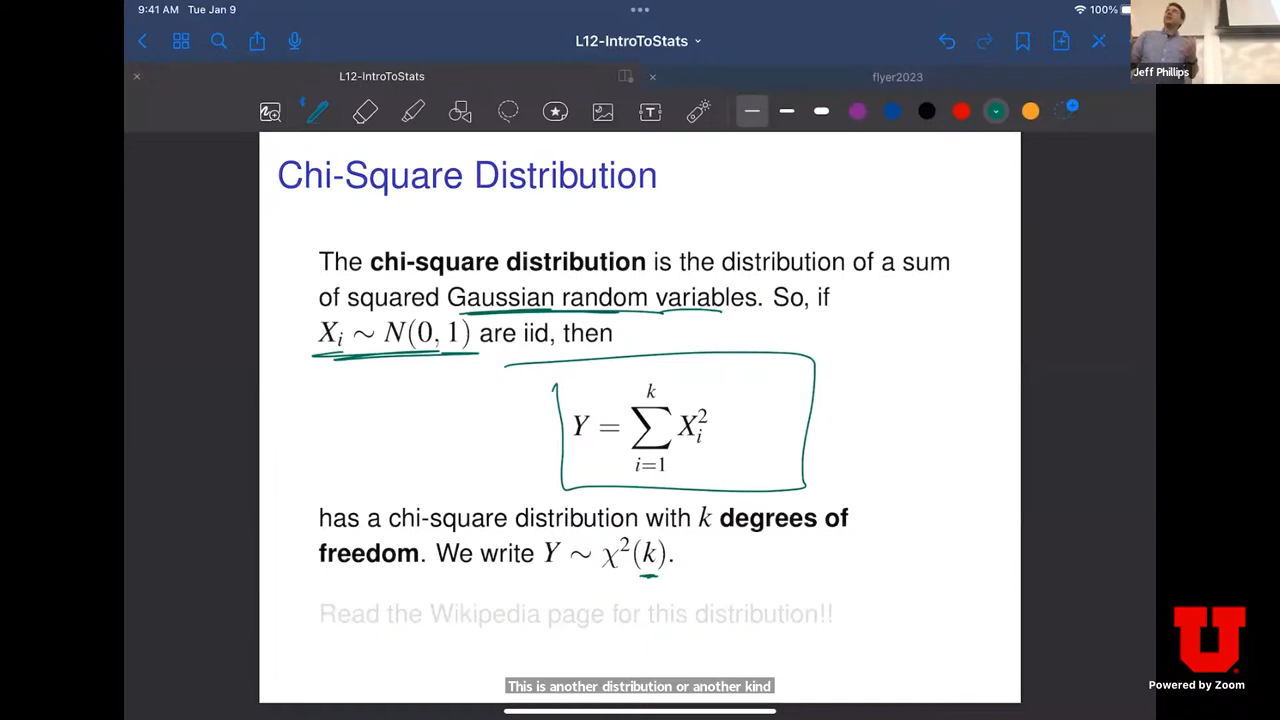 9:41 AM Tue Jan 9
100%
L12-IntroToStats
L12-IntroToStats
flyer2023
Jeff Phillips
Chi-Square Distribution
The chi-square distribution is the distribution of a sum
of squared Gaussian random variables. So, if
X_i ∼ N(0, 1) are iid, then
Y = \sum_{i=1}^{k} X_i^2
has a chi-square distribution with k degrees of
freedom. We write Y ∼ χ²(k).
Read the Wikipedia page for this distribution!!
This is another distribution or another kind
U
Powered by Zoom